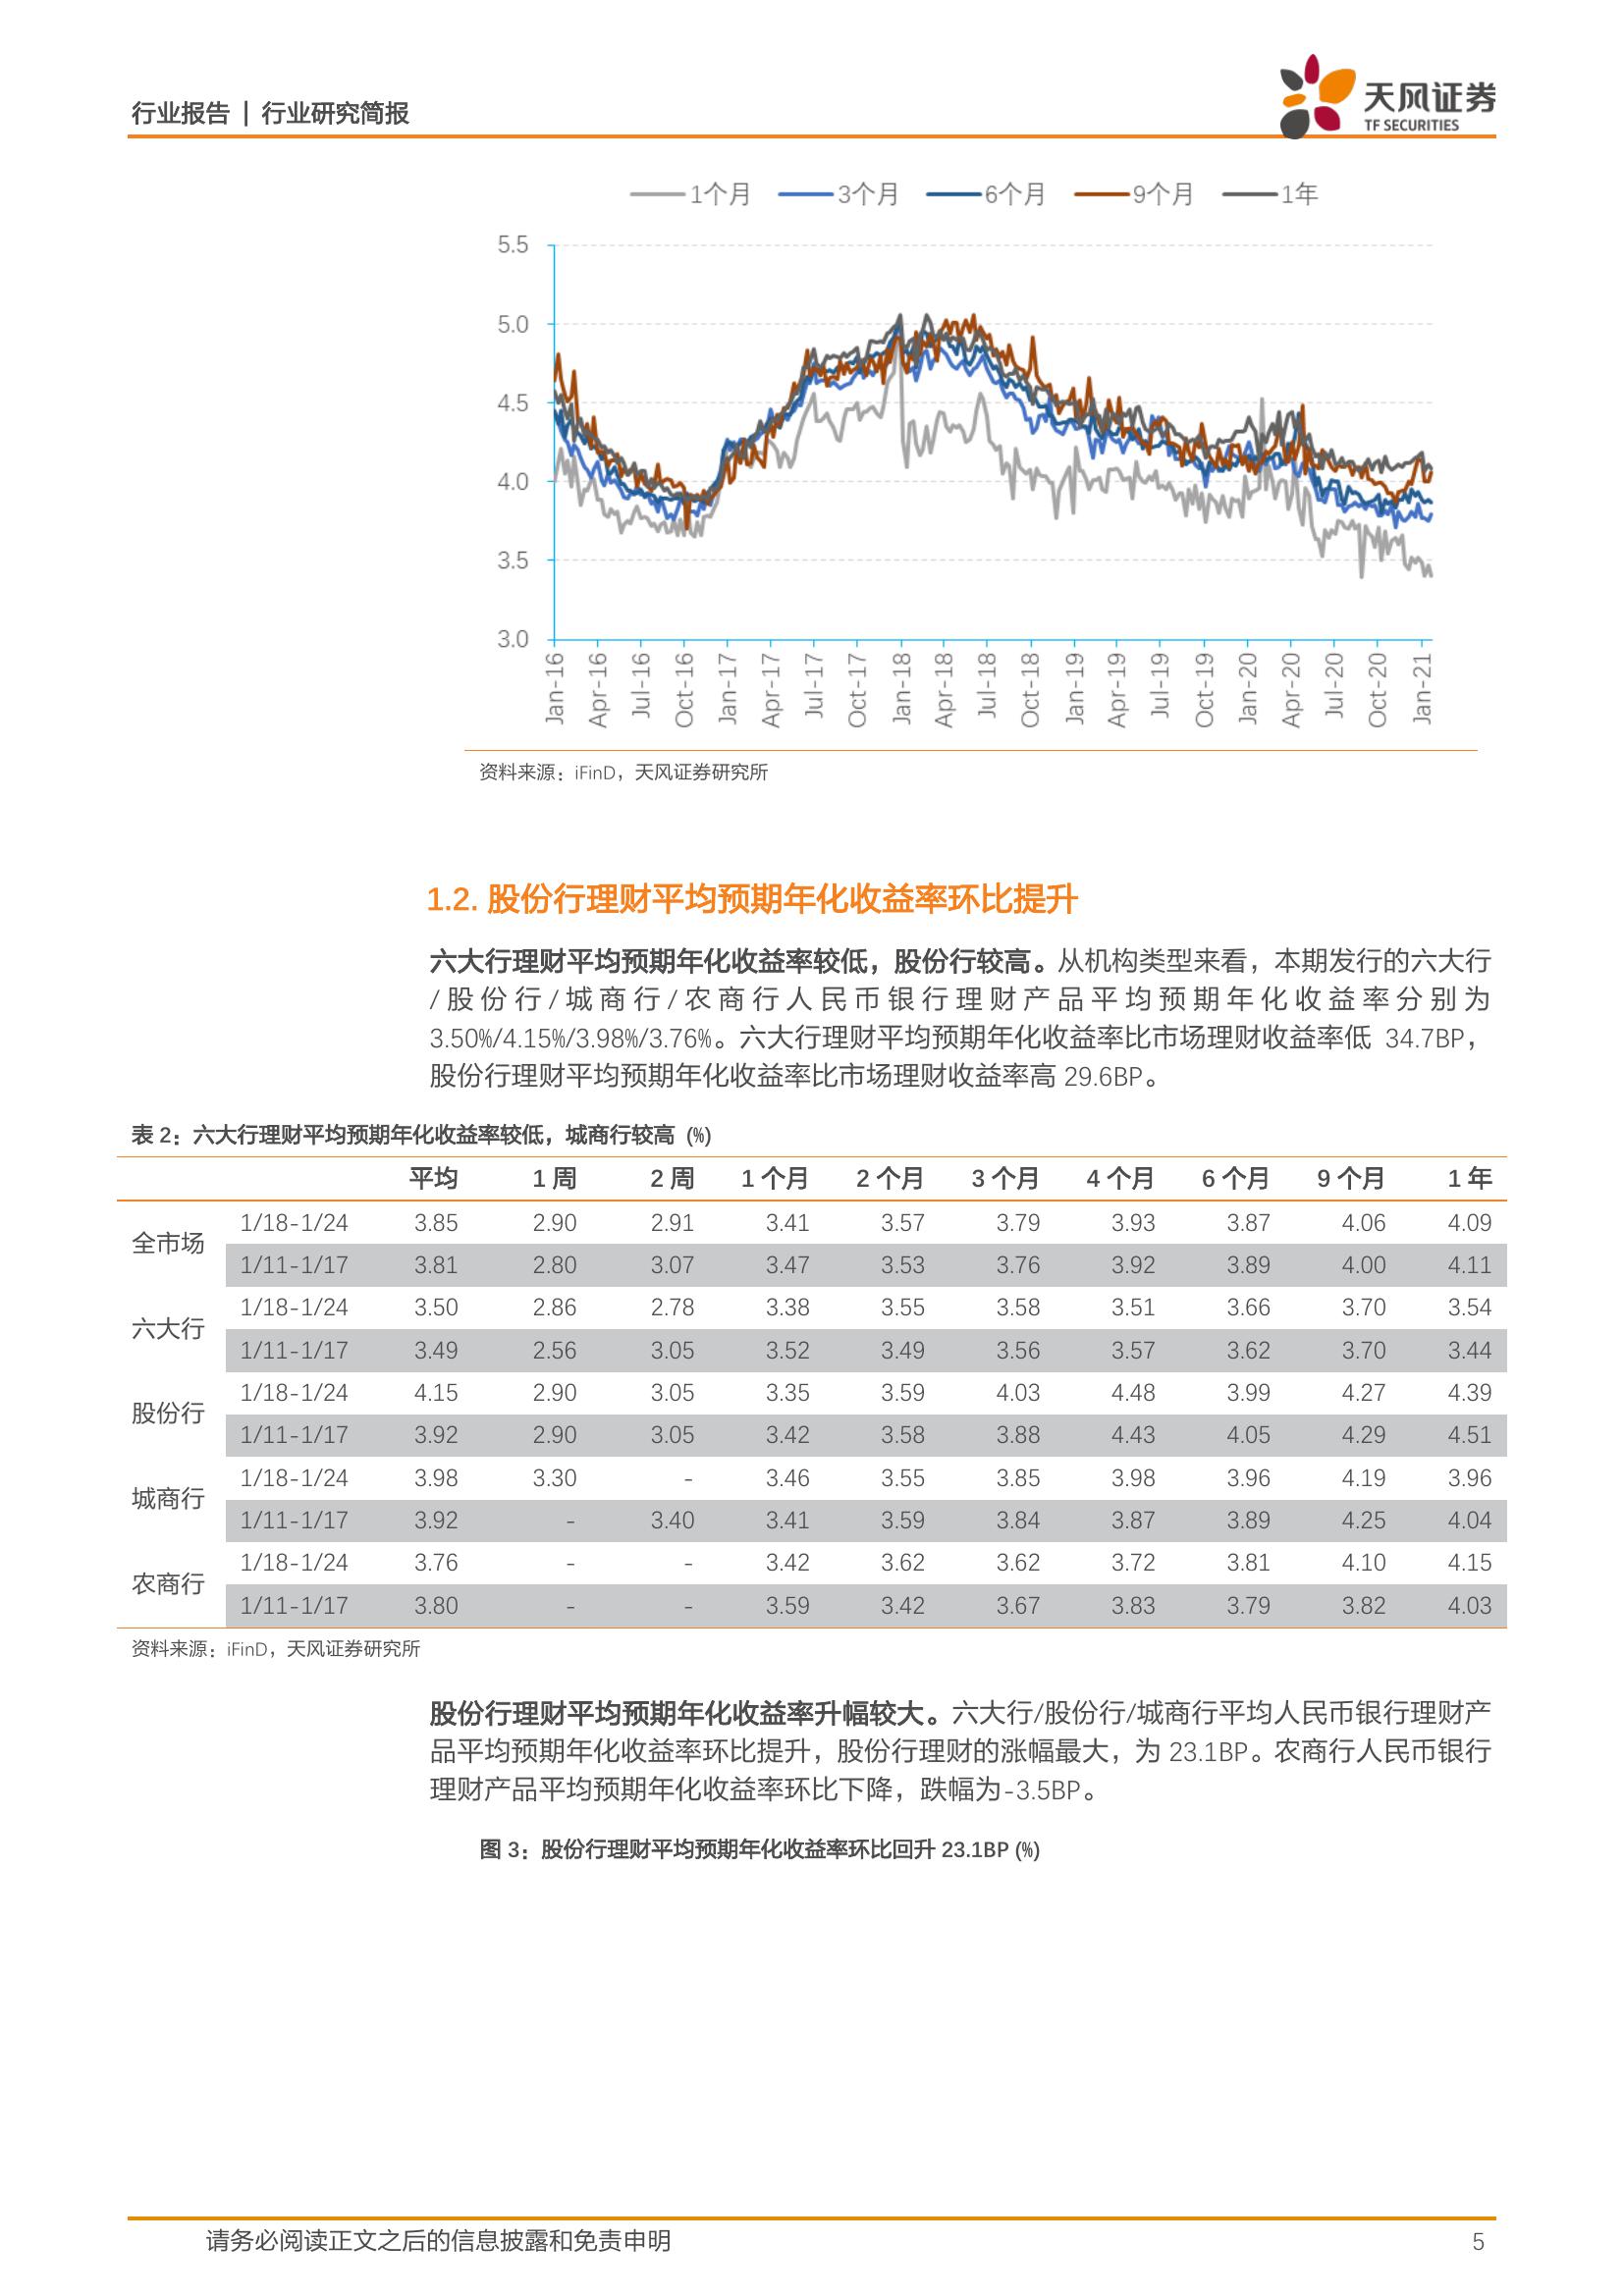 行业报告 | 行业研究简报
天风证券
TF SECURITIES
1个月 3个月 6个月 9个月 1年
5.5
5.0
4.5
4.0
3.5
3.0
Jan-16 Apr-16 Jul-16 Oct-16 Jan-17 Apr-17 Jul-17 Oct-17 Jan-18 Apr-18 Jul-18 Oct-18 Jan-19 Apr-19 Jul-19 Oct-19 Jan-20 Apr-20 Jul-20 Oct-20 Jan-21
资料来源：iFinD，天风证券研究所
1.2. 股份行理财平均预期年化收益率环比提升
六大行理财平均预期年化收益率较低，股份行较高。从机构类型来看，本期发行的六大行
/股份行/城商行/农商行人民币银行理财产品平均预期年化收益率分别为
3.50%/4.15%/3.98%/3.76%。六大行理财平均预期年化收益率比市场理财收益率低 34.7BP，
股份行理财平均预期年化收益率比市场理财收益率高 29.6BP。
表 2：六大行理财平均预期年化收益率较低，城商行较高 (%)
平均 1 周 2 周 1 个月 2 个月 3 个月 4 个月 6 个月 9 个月 1 年
全市场 1/18-1/24 3.85 2.90 2.91 3.41 3.57 3.79 3.93 3.87 4.06 4.09
1/11-1/17 3.81 2.80 3.07 3.47 3.53 3.76 3.92 3.89 4.00 4.11
六大行 1/18-1/24 3.50 2.86 2.78 3.38 3.55 3.58 3.51 3.66 3.70 3.54
1/11-1/17 3.49 2.56 3.05 3.52 3.49 3.56 3.57 3.62 3.70 3.44
股份行 1/18-1/24 4.15 2.90 3.05 3.35 3.59 4.03 4.48 3.99 4.27 4.39
1/11-1/17 3.92 2.90 3.05 3.42 3.58 3.88 4.43 4.05 4.29 4.51
城商行 1/18-1/24 3.98 3.30 - 3.46 3.55 3.85 3.98 3.96 4.19 3.96
1/11-1/17 3.92 - 3.40 3.41 3.59 3.84 3.87 3.89 4.25 4.04
农商行 1/18-1/24 3.76 - - 3.42 3.62 3.62 3.72 3.81 4.10 4.15
1/11-1/17 3.80 - - 3.59 3.42 3.67 3.83 3.79 3.82 4.03
资料来源：iFinD，天风证券研究所
股份行理财平均预期年化收益率升幅较大。六大行/股份行/城商行平均人民币银行理财产
品平均预期年化收益率环比提升，股份行理财的涨幅最大，为 23.1BP。农商行人民币银行
理财产品平均预期年化收益率环比下降，跌幅为-3.5BP。
图 3：股份行理财平均预期年化收益率环比回升 23.1BP (%)
请务必阅读正文之后的信息披露和免责申明 5